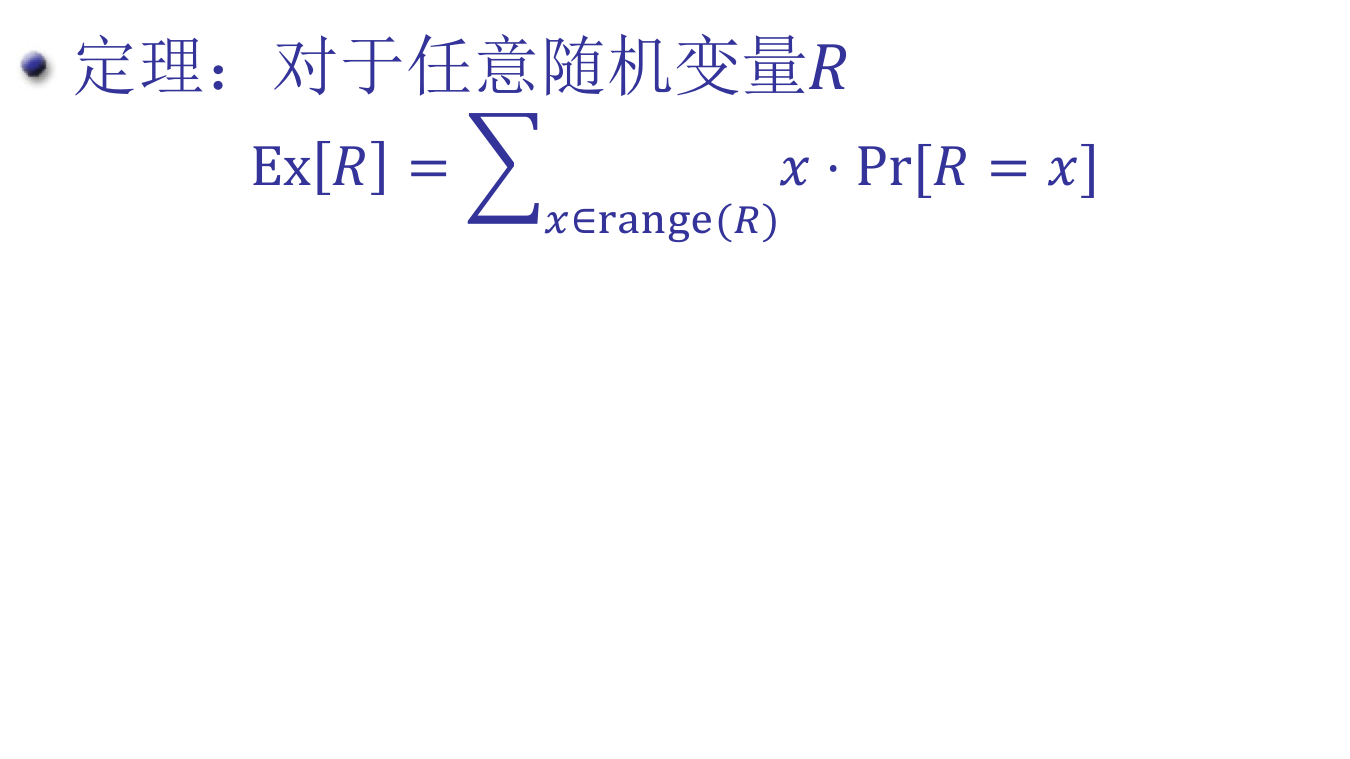 定理：对于任意随机变量R
Ex[R] = ∑x∈range(R) x · Pr[R = x]